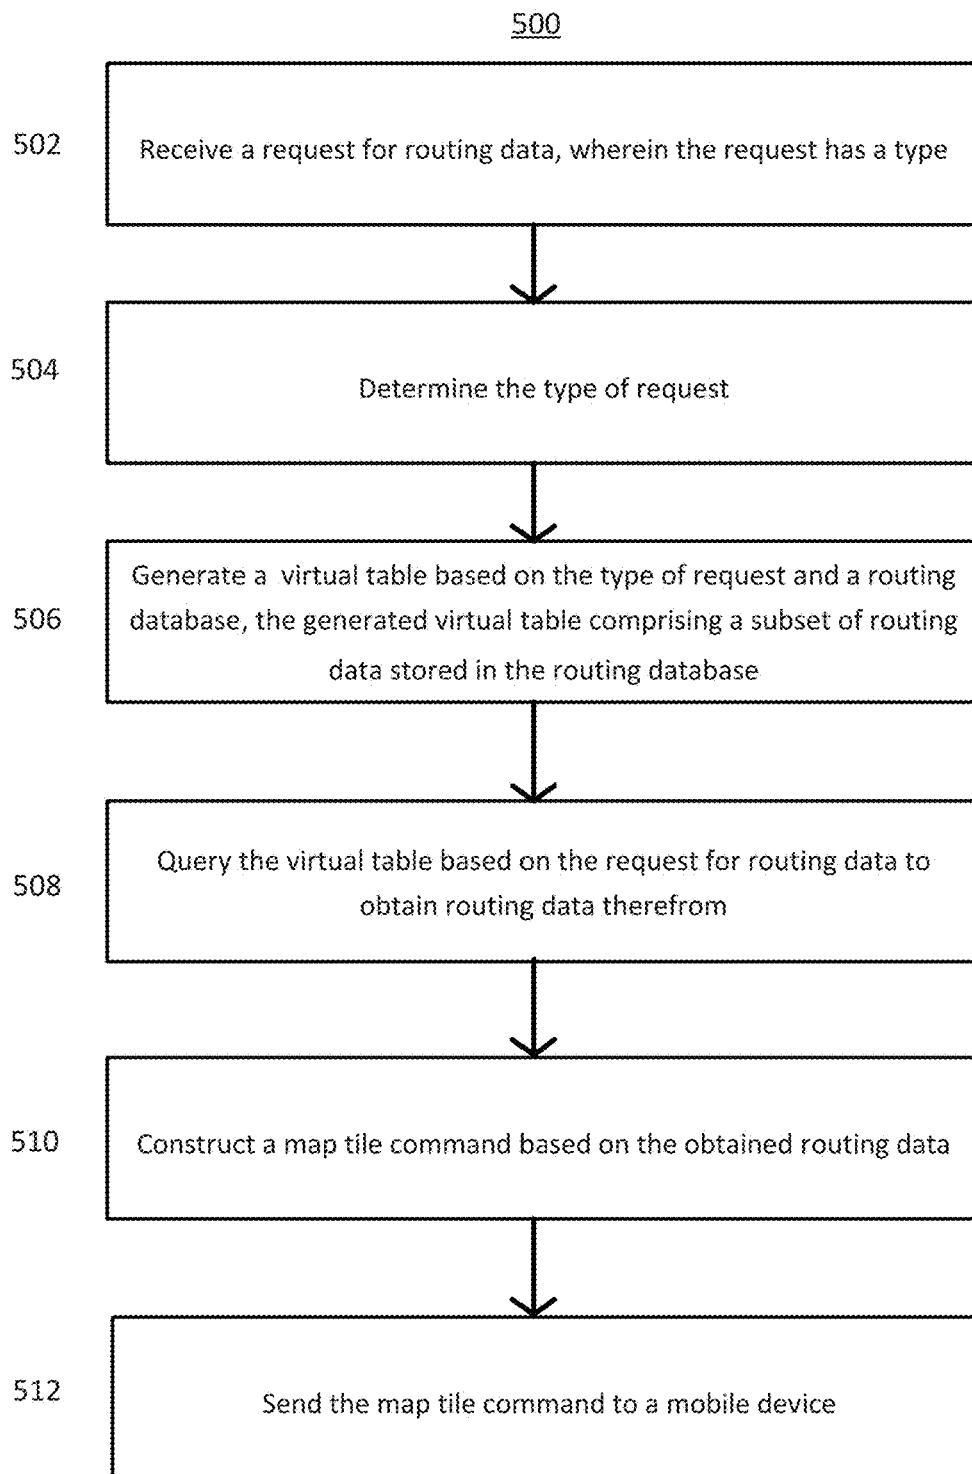 500
502
Receive a request for routing data, wherein the request has a type
504
Determine the type of request
506
Generate a virtual table based on the type of request and a routing
database, the generated virtual table comprising a subset of routing
data stored in the routing database
508
Query the virtual table based on the request for routing data to
obtain routing data therefrom
510
Construct a map tile command based on the obtained routing data
512
Send the map tile command to a mobile device